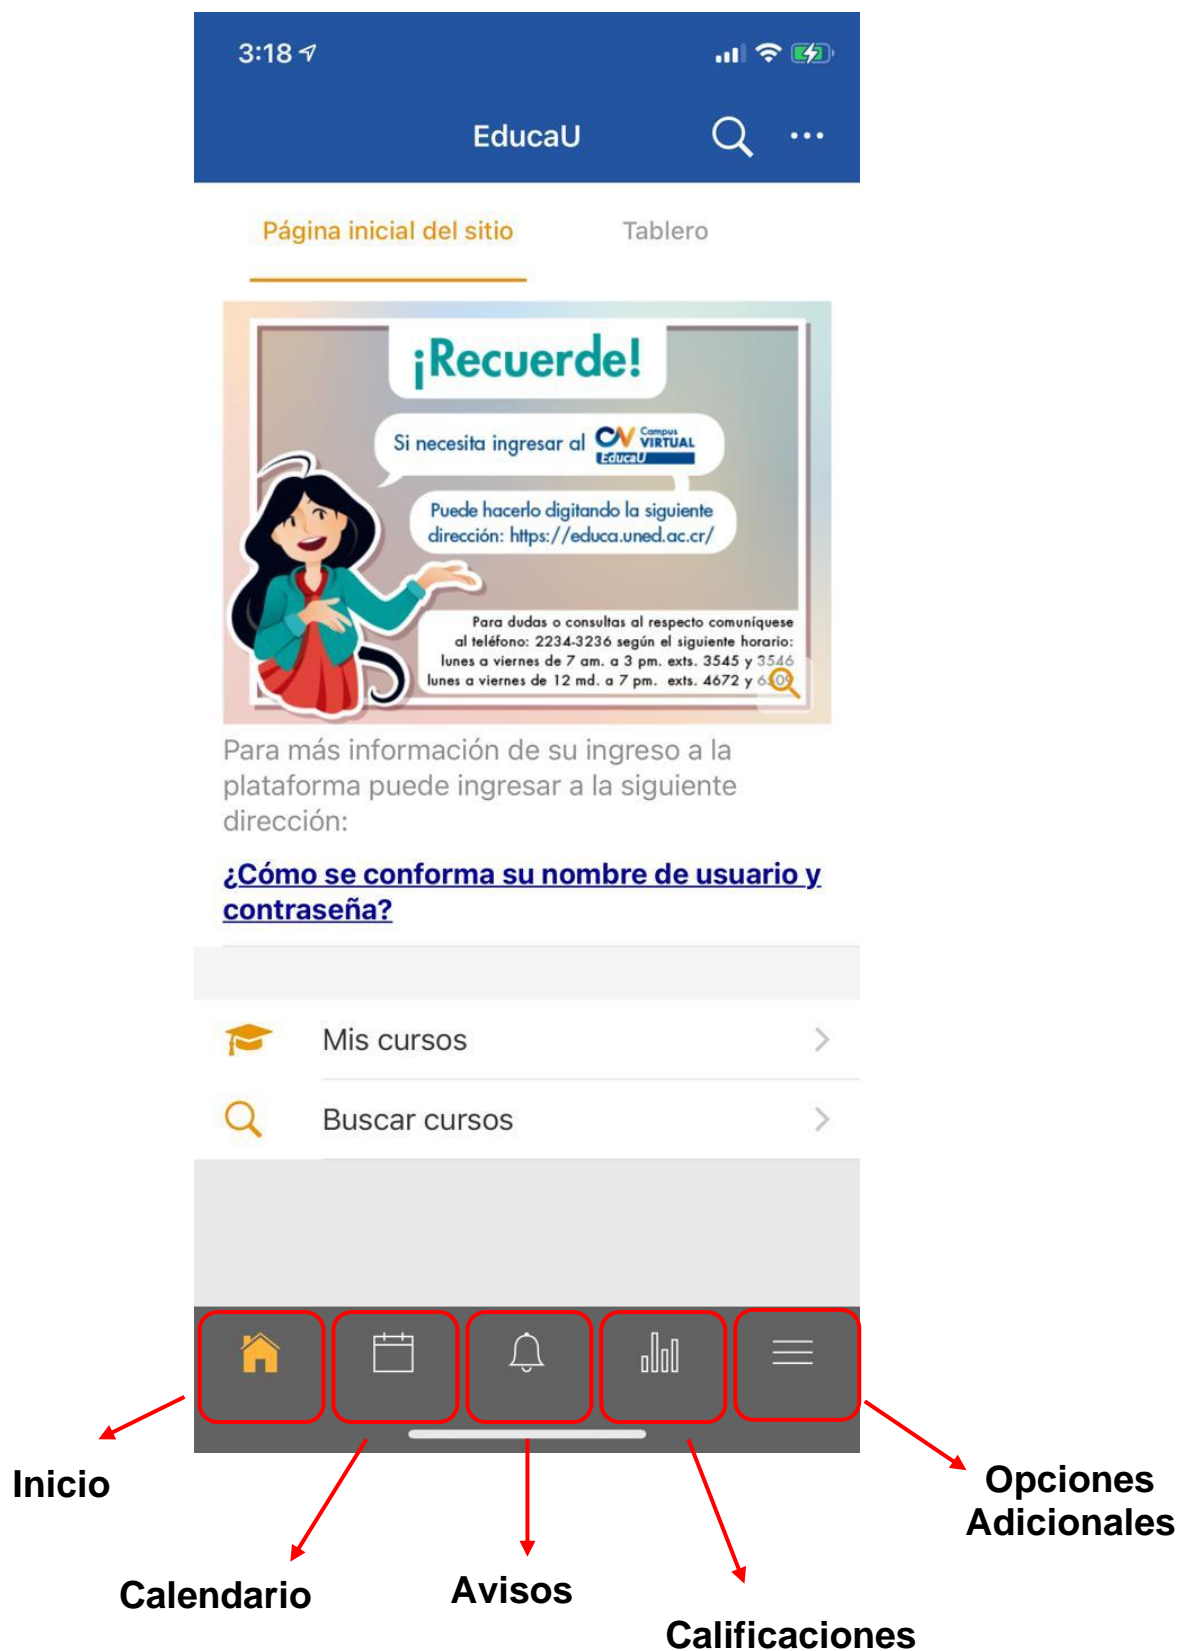 3:18
EducaU
Página inicial del sitio
Tablero
¡Recuerde!
Si necesita ingresar al
Campus
VIRTUAL
EducaU
Puede hacerlo digitando la siguiente
dirección: https://educa.uned.ac.cr/
Para dudas o consultas al respecto comuníquese
al teléfono: 2234-3236 según el siguiente horario:
lunes a viernes de 7 am. a 3 pm. exts. 3545 y 3546
lunes a viernes de 12 md. a 7 pm. exts. 4672 y
Para más información de su ingreso a la
plataforma puede ingresar a la siguiente
dirección:
¿Cómo se conforma su nombre de usuario y
contraseña?
Mis cursos
Buscar cursos
Inicio
Calendario
Avisos
Calificaciones
Opciones
Adicionales